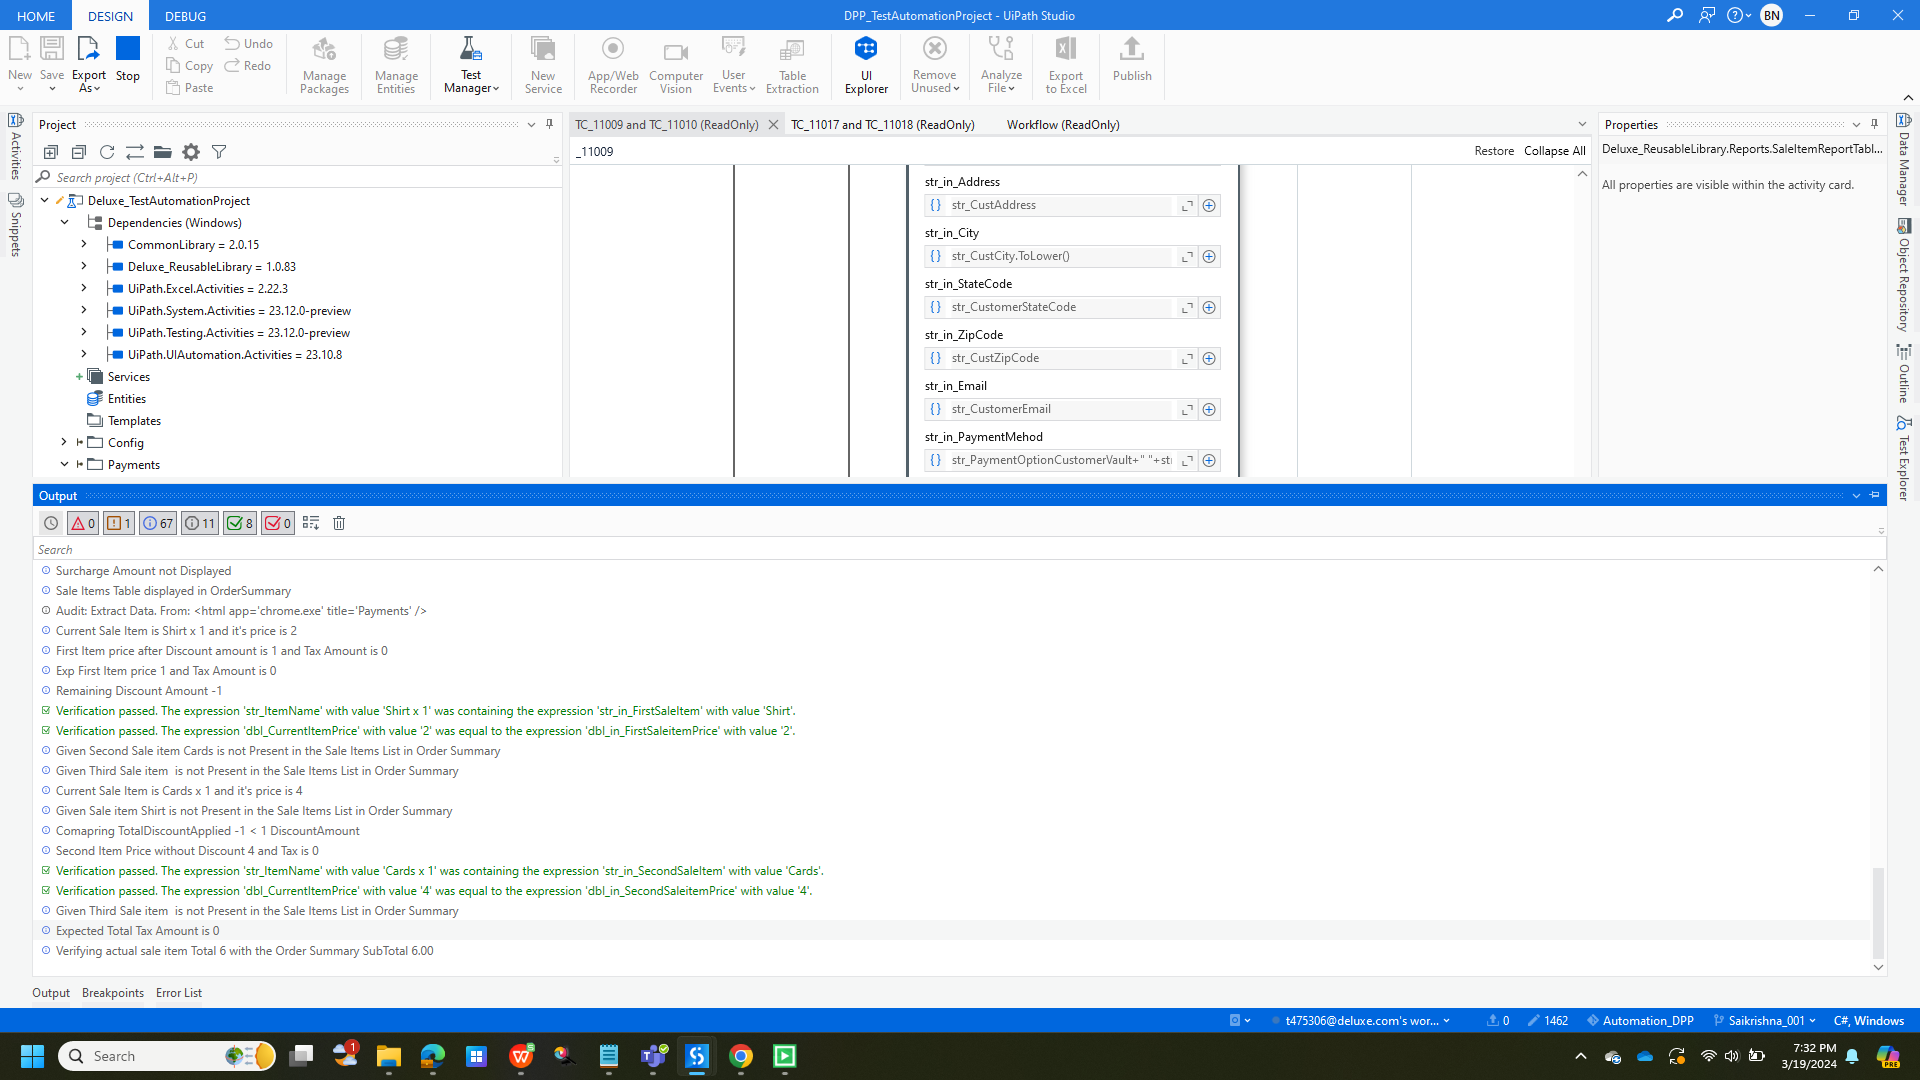 HOME DESIGN DEBUG DPP_TestAutomationProject - UiPath Studio BN
New Save Export As Stop
Cut Copy Paste Undo Redo
Manage Packages
Manage Entities
Test Manager
New Service
App/Web Recorder
Computer Vision
User Events
Table Extraction
UI Explorer
Remove Unused
Analyze File
Export to Excel
Publish
Activities
Snippets
Project
Search project (Ctrl+Alt+P)
Deluxe_TestAutomationProject
Dependencies (Windows)
CommonLibrary = 2.0.15
Deluxe_ReusableLibrary = 1.0.83
UiPath.Excel.Activities = 2.22.3
UiPath.System.Activities = 23.12.0-preview
UiPath.Testing.Activities = 23.12.0-preview
UiPath.UIAutomation.Activities = 23.10.8
Services
Entities
Templates
Config
Payments
TC_11009 and TC_11010 (ReadOnly) TC_11017 and TC_11018 (ReadOnly) Workflow (ReadOnly)
_11009 Restore Collapse All
str_in_Address
str_CustAddress
str_in_City
str_CustCity.ToLower()
str_in_StateCode
str_CustomerStateCode
str_in_ZipCode
str_CustZipCode
str_in_Email
str_CustomerEmail
str_in_PaymentMehod
str_PaymentOptionCustomerVault+" "+str
Properties
Deluxe_ReusableLibrary.Reports.SaleItemReportTabl...
All properties are visible within the activity card.
Data Manager
Object Repository
Outline
Test Explorer
Output
0 1 67 11 8 0
Search
Surcharge Amount not Displayed
Sale Items Table displayed in OrderSummary
Audit: Extract Data. From: <html app='chrome.exe' title='Payments' />
Current Sale Item is Shirt x 1 and it's price is 2
First Item price after Discount amount is 1 and Tax Amount is 0
Exp First Item price 1 and Tax Amount is 0
Remaining Discount Amount -1
Verification passed. The expression 'str_ItemName' with value 'Shirt x 1' was containing the expression 'str_in_FirstSaleItem' with value 'Shirt'.
Verification passed. The expression 'dbl_CurrentItemPrice' with value '2' was equal to the expression 'dbl_in_FirstSaleitemPrice' with value '2'.
Given Second Sale item Cards is not Present in the Sale Items List in Order Summary
Given Third Sale item  is not Present in the Sale Items List in Order Summary
Current Sale Item is Cards x 1 and it's price is 4
Given Sale item Shirt is not Present in the Sale Items List in Order Summary
Comapring TotalDiscountApplied -1 < 1 DiscountAmount
Second Item Price without Discount 4 and Tax is 0
Verification passed. The expression 'str_ItemName' with value 'Cards x 1' was containing the expression 'str_in_SecondSaleItem' with value 'Cards'.
Verification passed. The expression 'dbl_CurrentItemPrice' with value '4' was equal to the expression 'dbl_in_SecondSaleitemPrice' with value '4'.
Given Third Sale item  is not Present in the Sale Items List in Order Summary
Expected Total Tax Amount is 0
Verifying actual sale item Total 6 with the Order Summary SubTotal 6.00
Output Breakpoints Error List
t475306@deluxe.com's wor... 0 1462 Automation_DPP Saikrishna_001 C#, Windows
Search 1 7:32 PM
3/19/2024
PRE